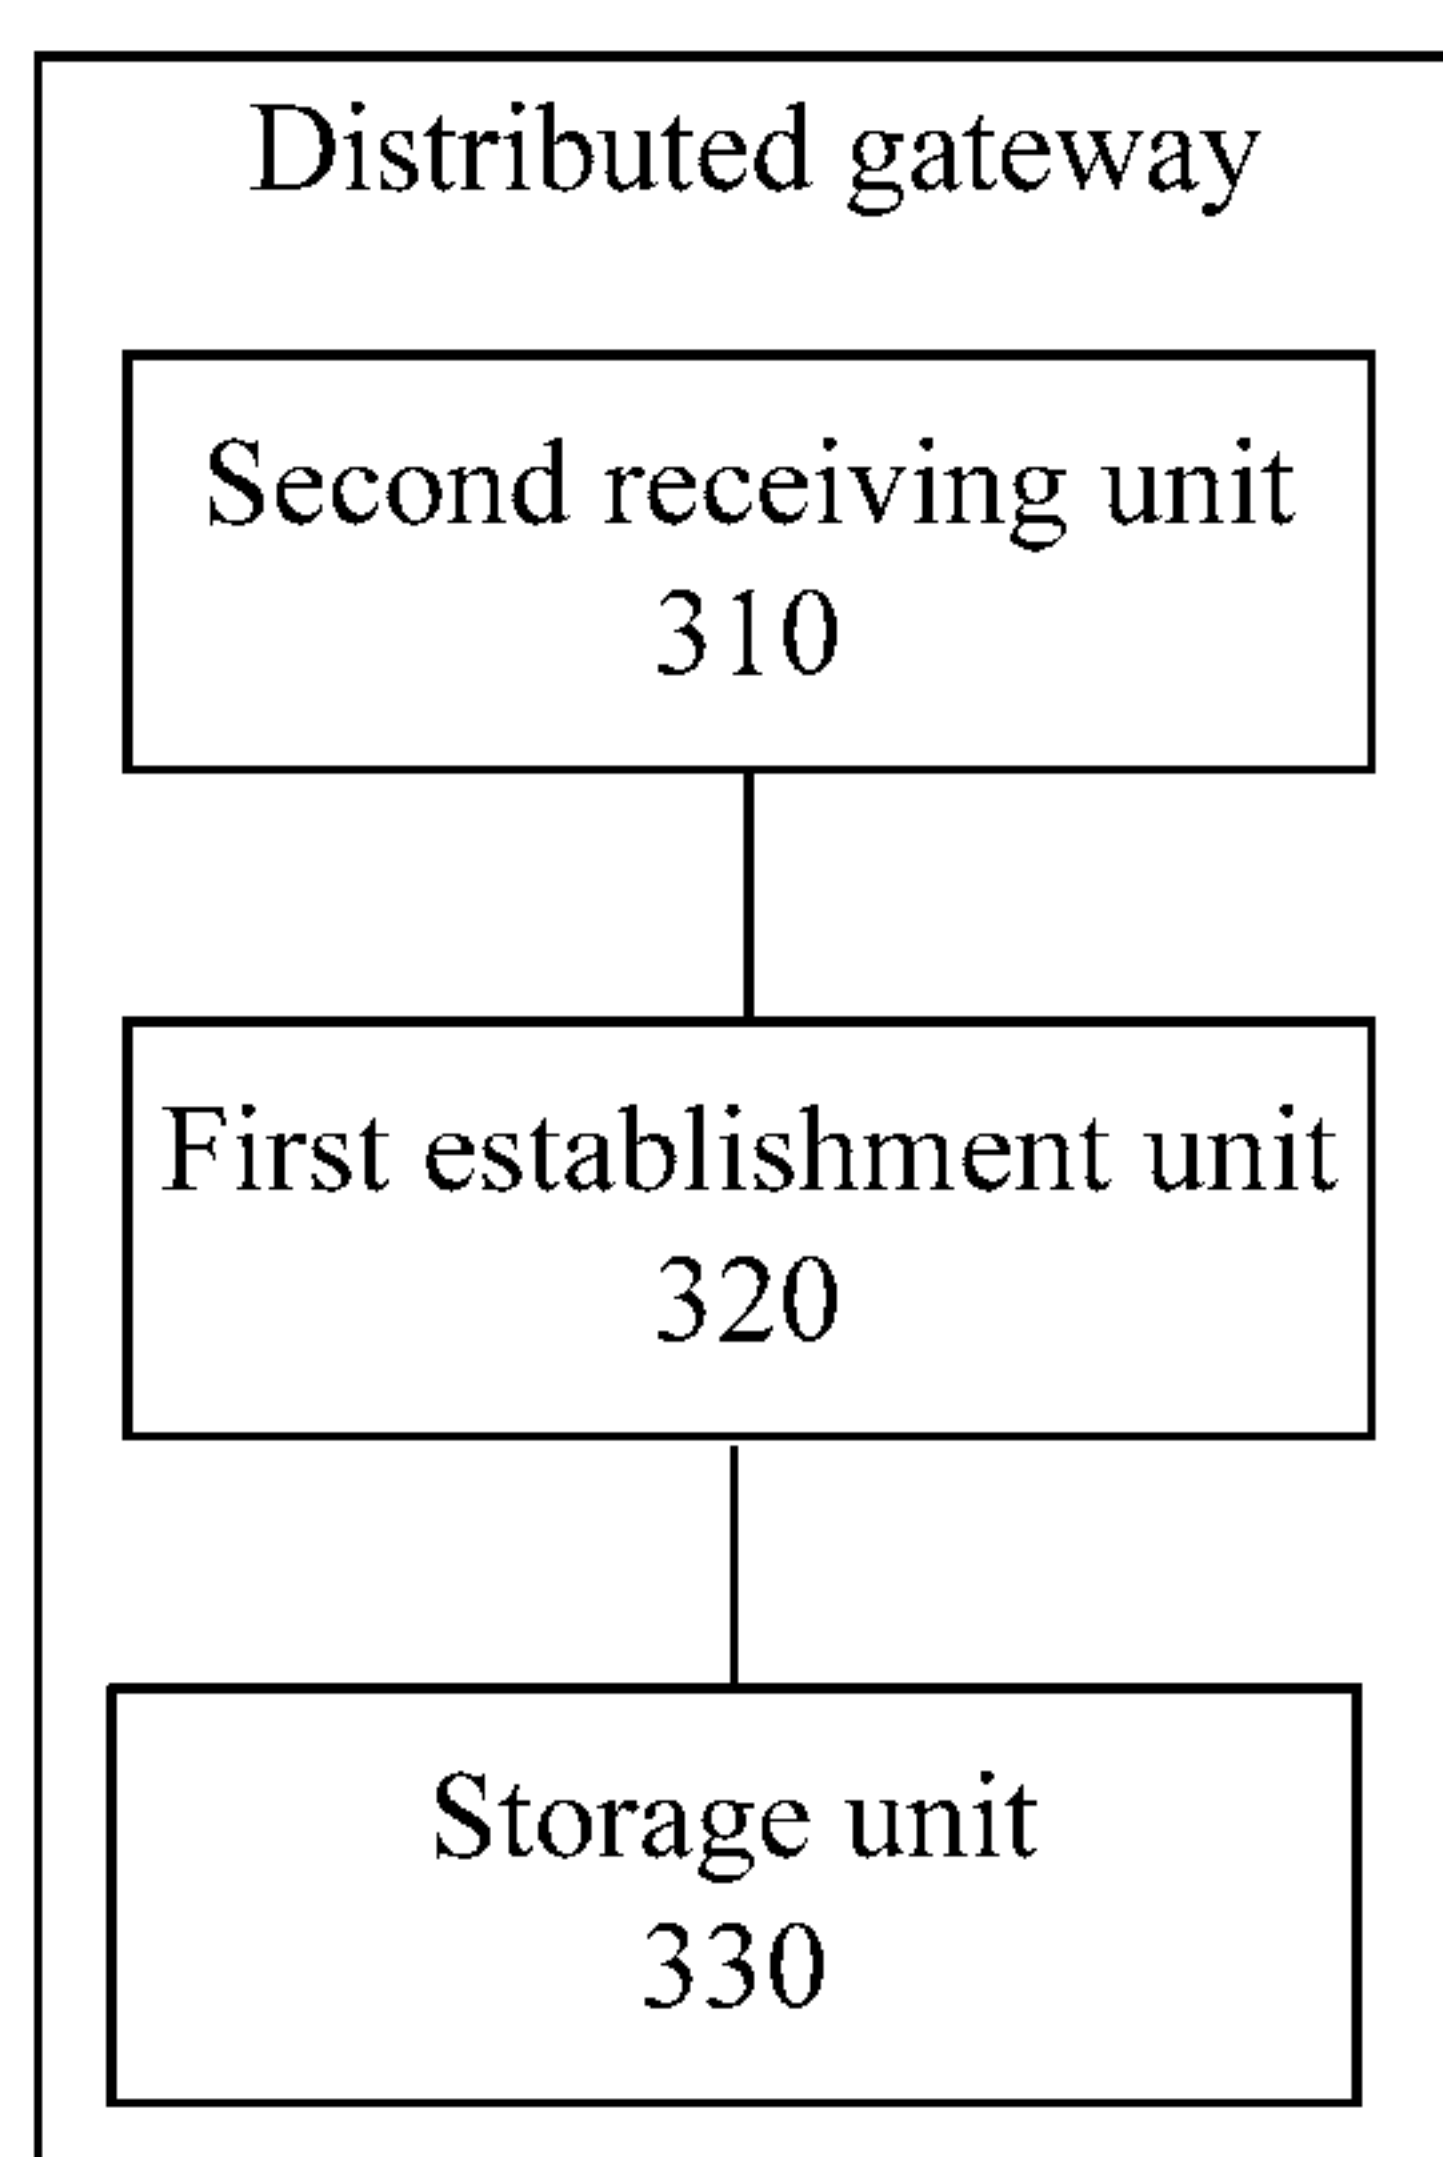 Distributed gateway
Second receiving unit
310
First establishment unit
320
Storage unit
330